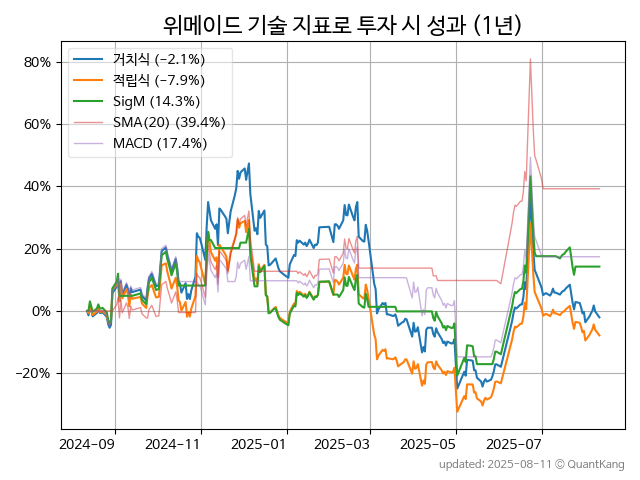 위메이드 기술 지표로 투자 시 성과 (1년)
거치식 (−2.1%)
적립식 (−7.9%)
SigM (14.3%)
SMA(20) (39.4%)
MACD (17.4%)
80%
60%
40%
20%
0%
−20%
2024−09
2024−11
2025−01
2025−03
2025−05
2025−07
updated: 2025−08−11 © QuantKang